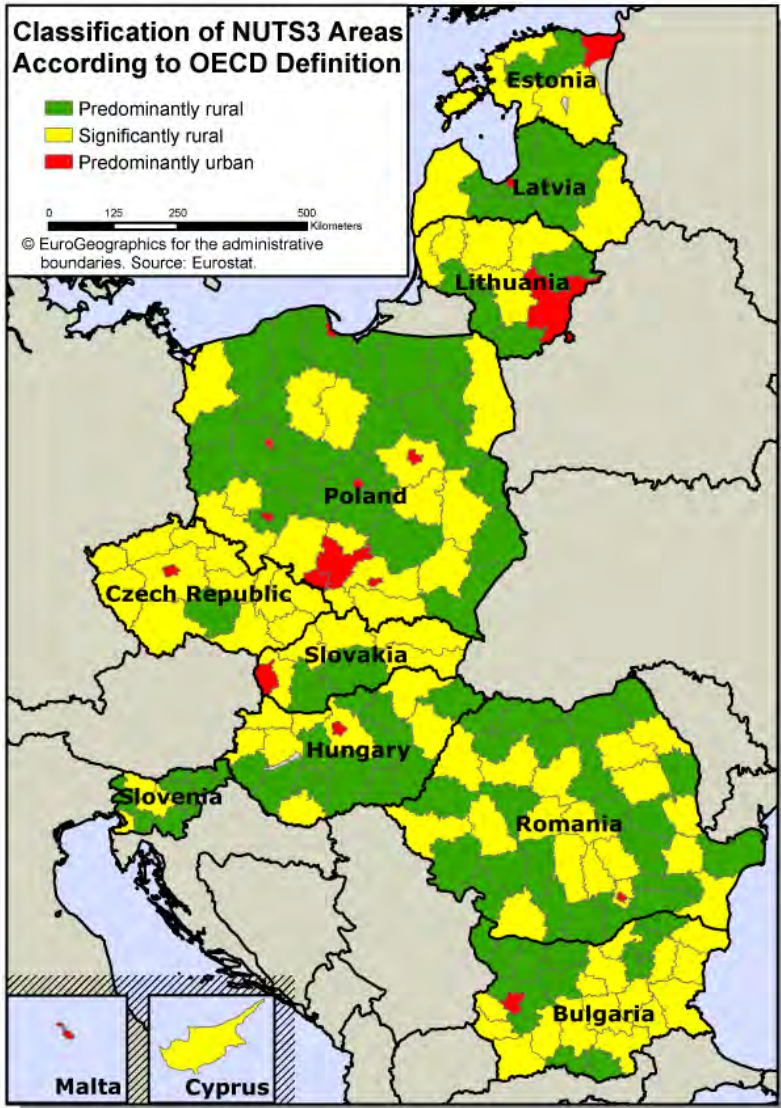 Classification of NUTS3 Areas
According to OECD Definition
Predominantly rural
Significantly rural
Predominantly urban
0 125 250 500
Kilometers
© EuroGeographics for the administrative
boundaries. Source: Eurostat.
Estonia
Latvia
Lithuania
Poland
Czech Republic
Slovakia
Hungary
Slovenia
Romania
Bulgaria
Malta
Cyprus